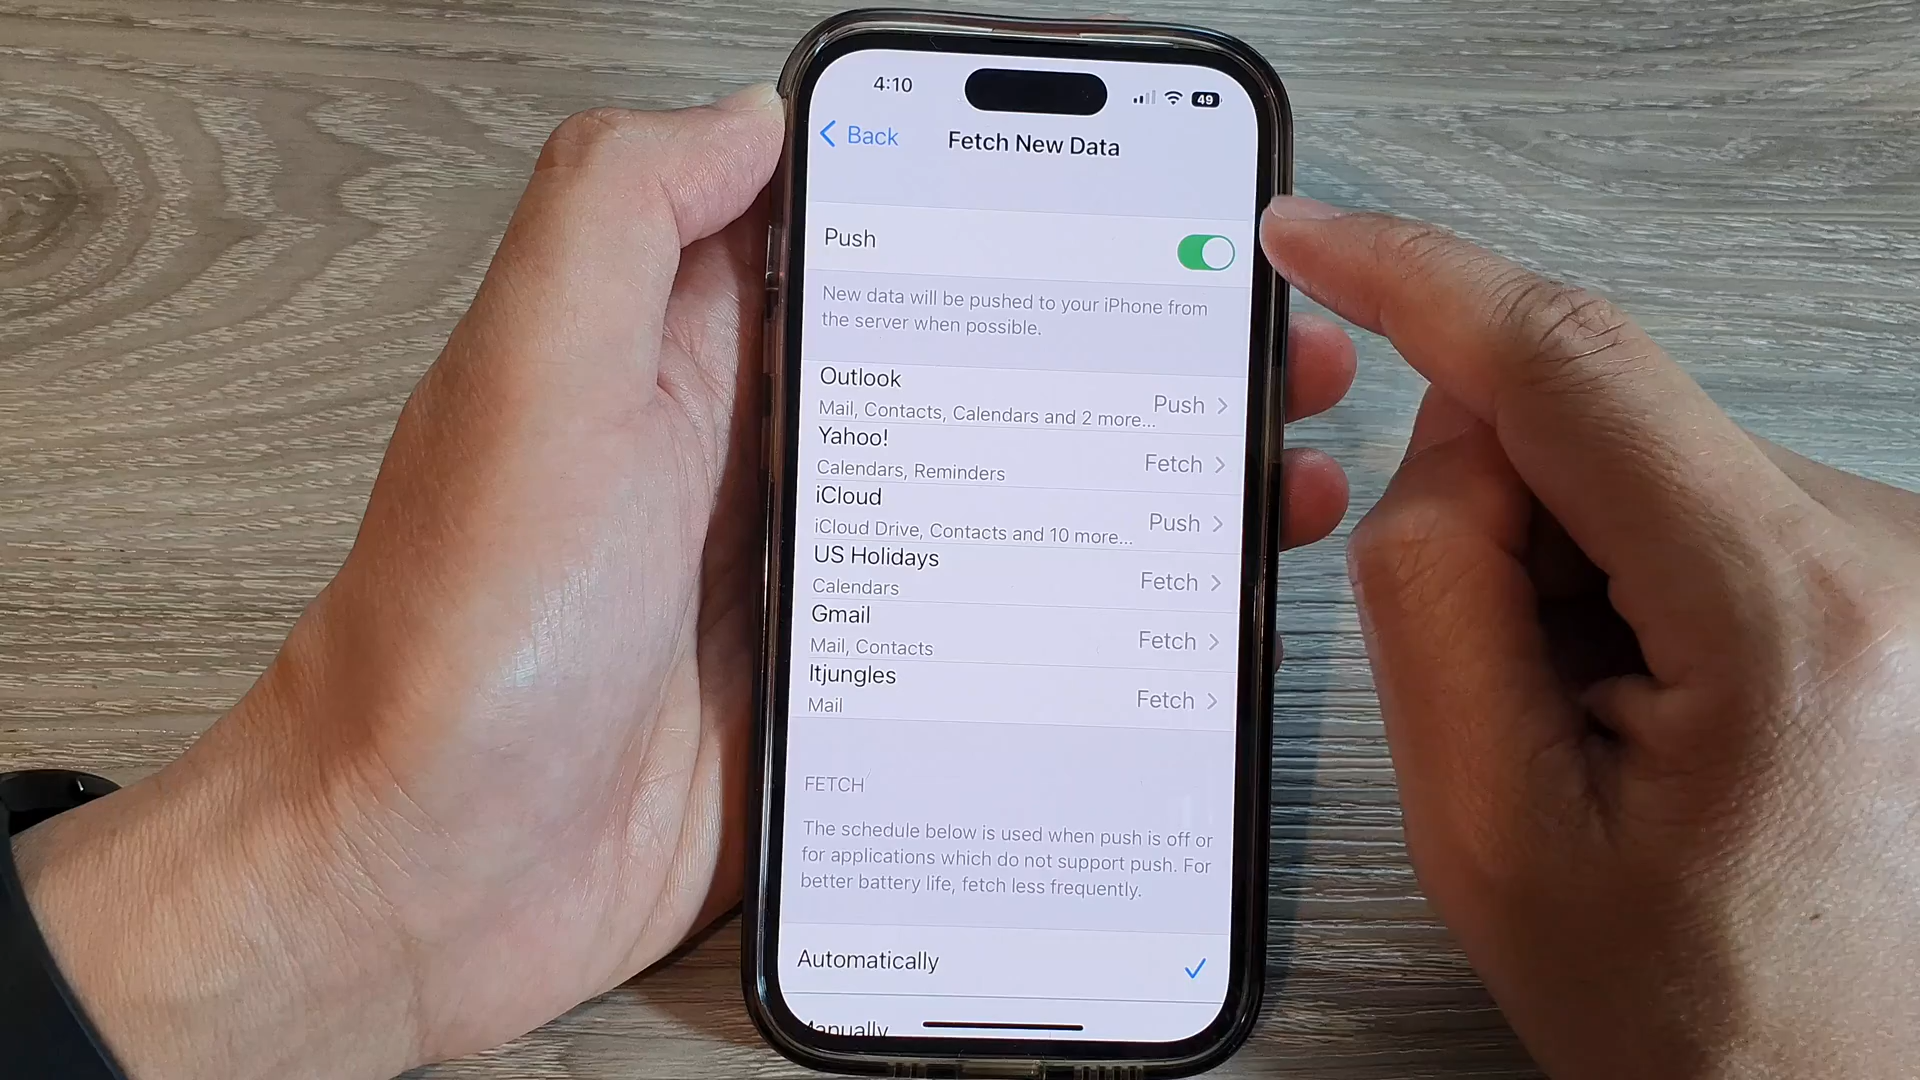 4:10
49
Back
Fetch New Data
Push
New data will be pushed to your iPhone from
the server when possible.
Outlook
Mail, Contacts, Calendars and 2 more...
Push
Yahoo!
Calendars, Reminders
Fetch
iCloud
iCloud Drive, Contacts and 10 more...
Push
US Holidays
Calendars
Fetch
Gmail
Mail, Contacts
Fetch
Itjungles
Mail
Fetch
FETCH
The schedule below is used when push is off or
for applications which do not support push. For
better battery life, fetch less frequently.
Automatically
Manually